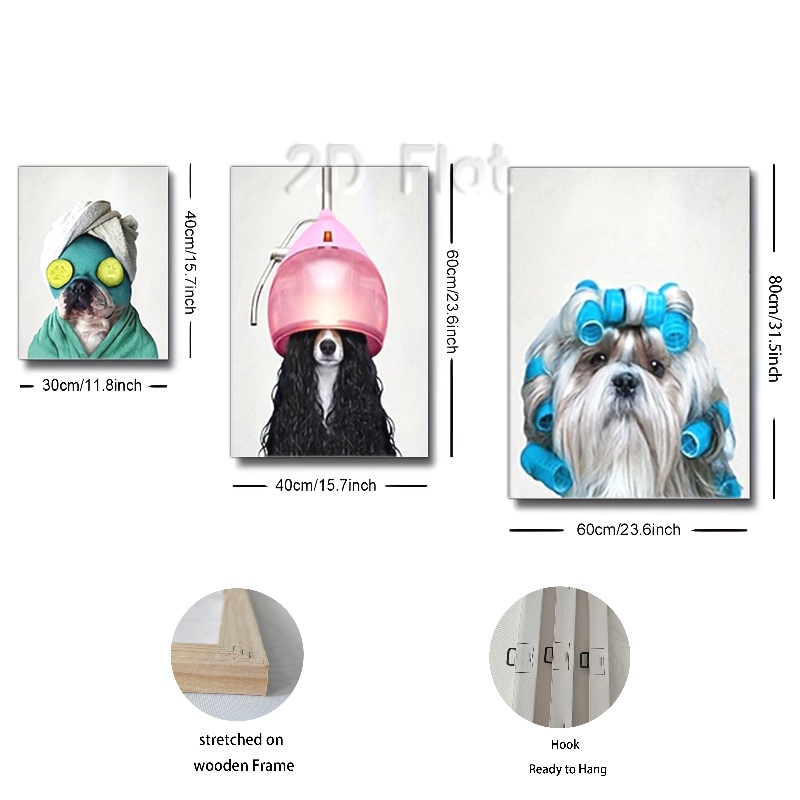 2D Flat
40cm/15.7inch
30cm/11.8inch
60cm/23.6inch
40cm/15.7inch
80cm/31.5inch
60cm/23.6inch
stretched on
wooden Frame
Hook
Ready to Hang